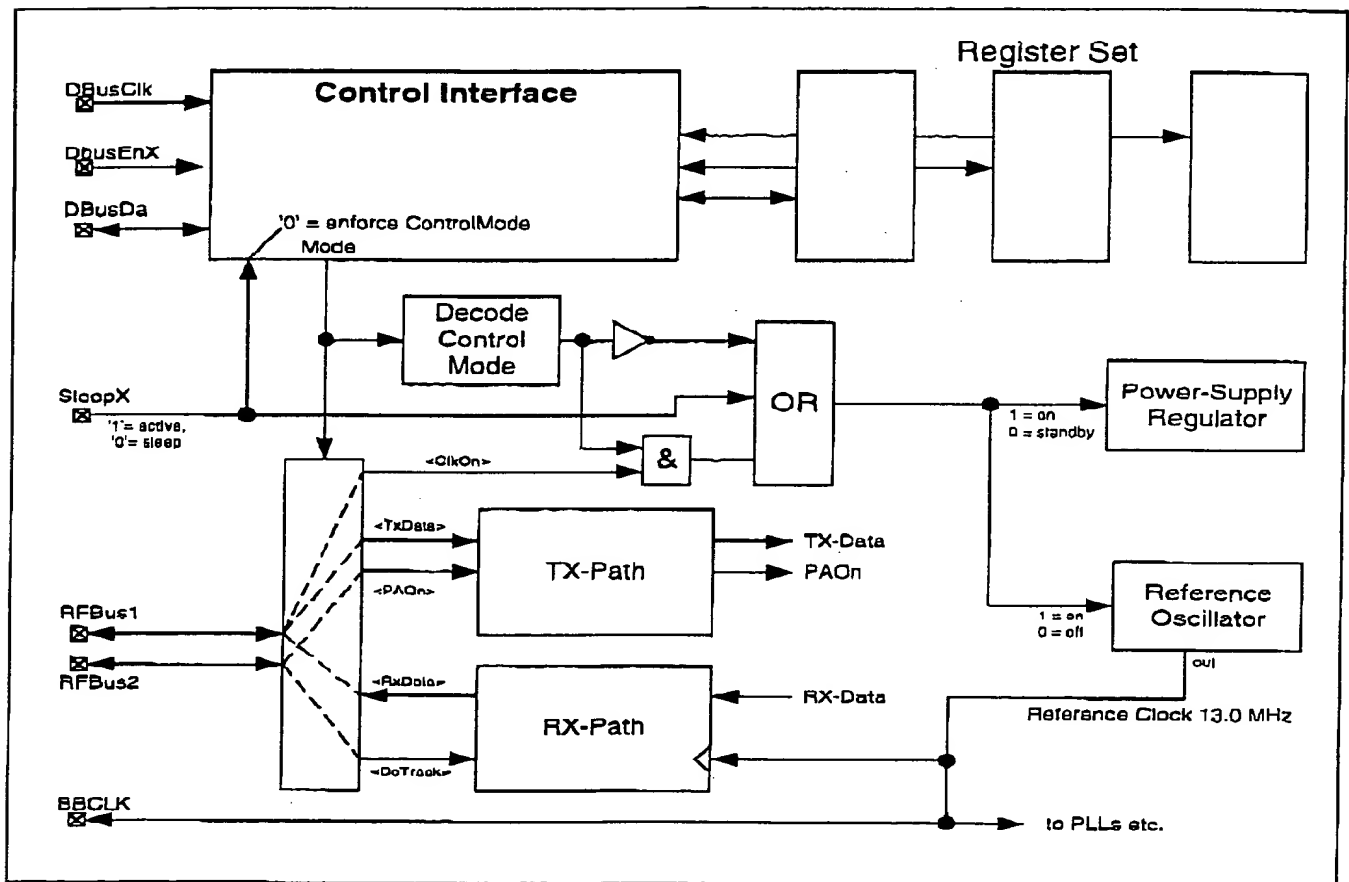 Register Set
DBusClk
Control Interface
DbusEnX
DBusDa
'0' = enforce ControlMode
Mode
Decode
Control
Mode
SleepX
'1'= active,
'0'= sleep
OR
1 = on
0 = standby
Power-Supply
Regulator
&
<ClkOn>
<TxData>
TX-Path
TX-Data
<PAOn>
PAOn
RFBus1
RFBus2
1 = on
0 = off
Reference
Oscillator
out
<RxData>
RX-Path
RX-Data
Reference Clock 13.0 MHz
<DoTrack>
BBCLK
to PLLs etc.